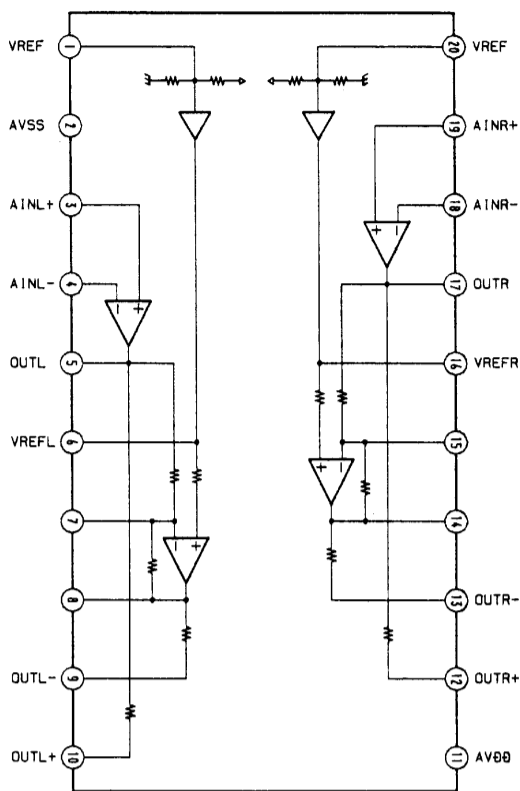 VREF 1
AVSS 2
AINL+ 3
AINL- 4
OUTL 5
VREFL 6
7
8
OUTL- 9
OUTL+ 10
20 VREF
19 AINR+
18 AINR-
17 OUTR
16 VREFR
15
14
13 OUTR-
12 OUTR+
11 AVDD
+ -
- +
+ -
- +